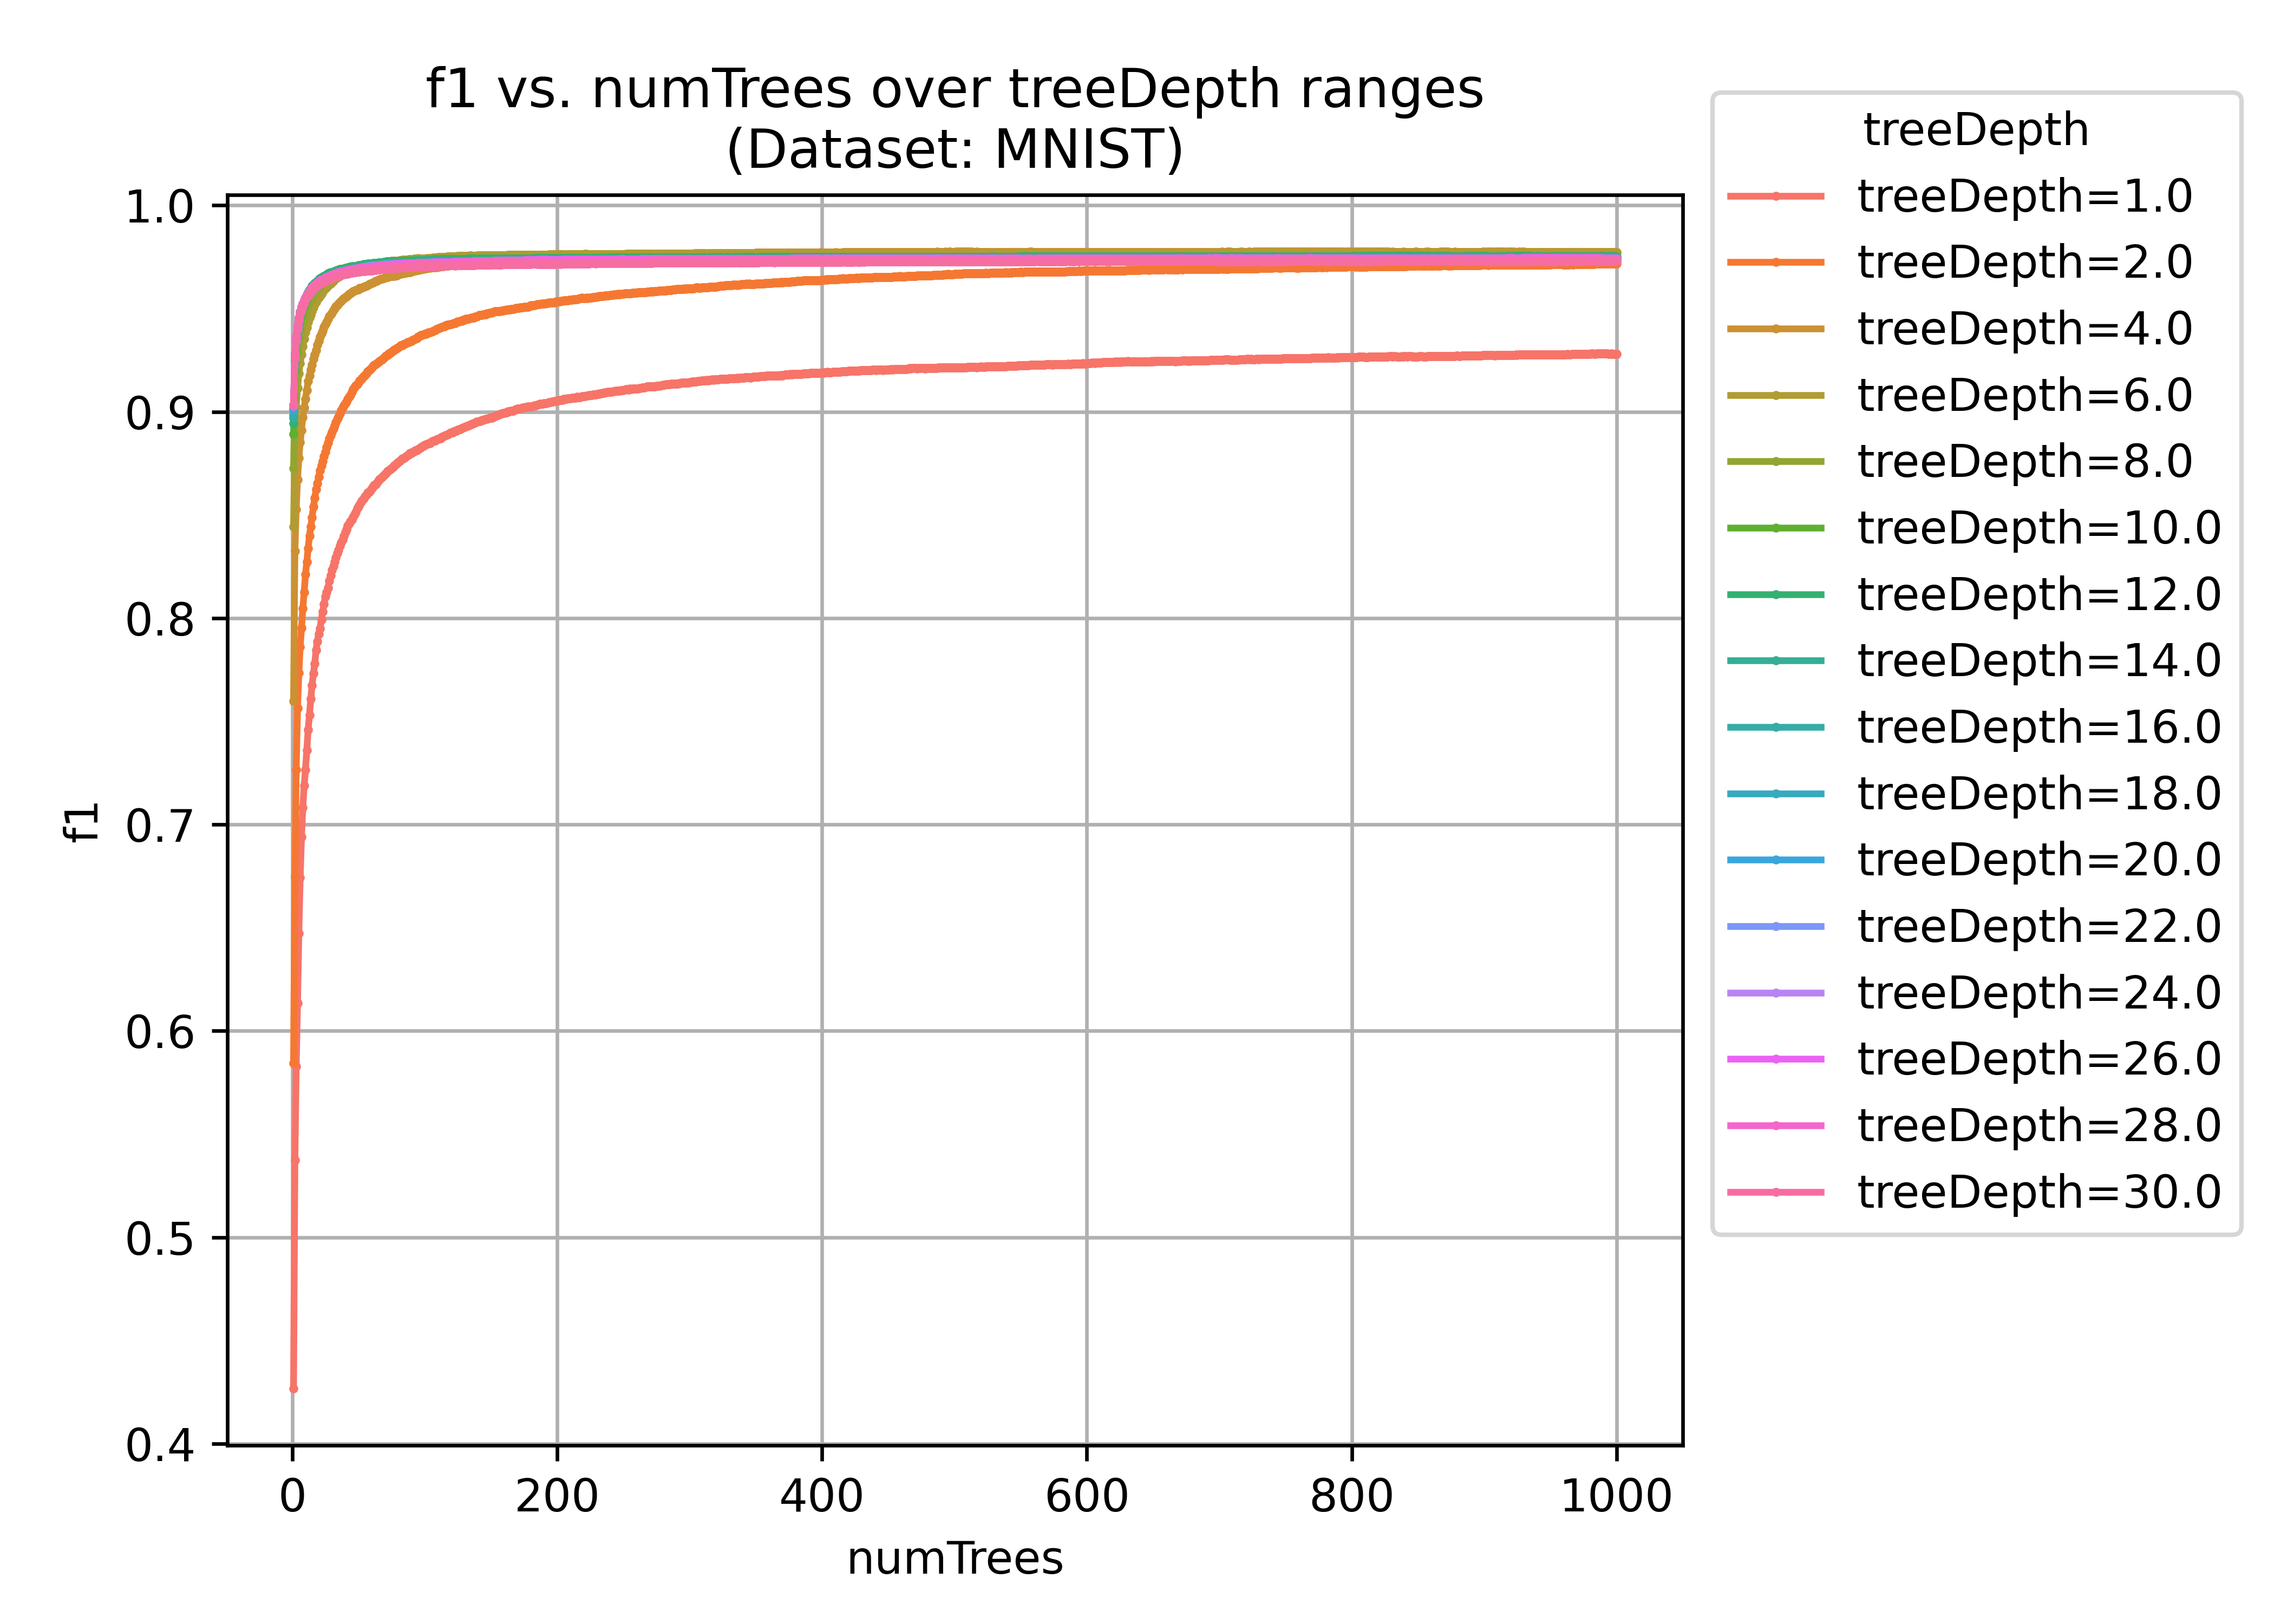 f1 vs. numTrees over treeDepth ranges
(Dataset: MNIST)
treeDepth
treeDepth=1.0
treeDepth=2.0
treeDepth=4.0
treeDepth=6.0
treeDepth=8.0
treeDepth=10.0
treeDepth=12.0
treeDepth=14.0
treeDepth=16.0
treeDepth=18.0
treeDepth=20.0
treeDepth=22.0
treeDepth=24.0
treeDepth=26.0
treeDepth=28.0
treeDepth=30.0
1.0
0.9
0.8
0.7
0.6
0.5
0.4
f1
0 200 400 600 800 1000
numTrees